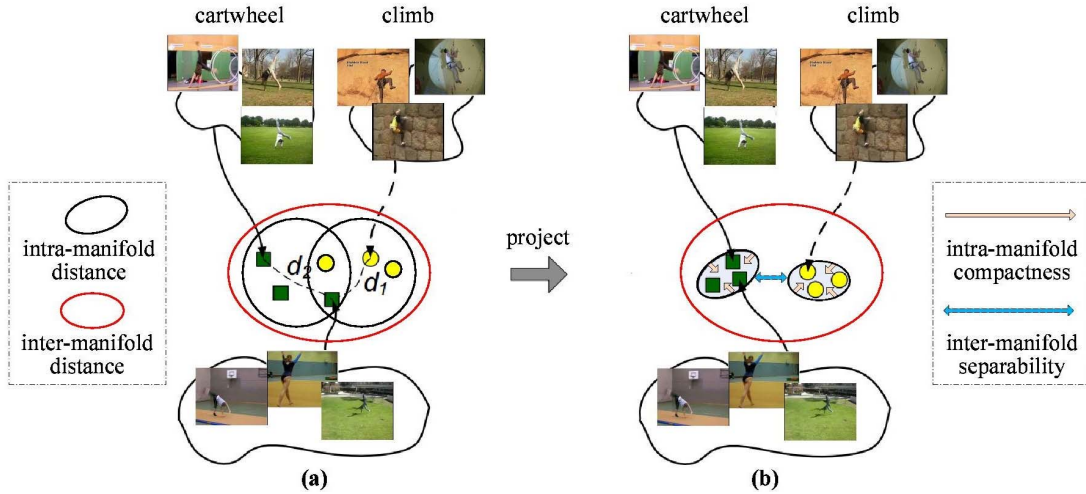 cartwheel
climb
cartwheel
climb
intra-manifold
distance
inter-manifold
distance
d2
d1
project
intra-manifold
compactness
inter-manifold
separability
(a)
(b)